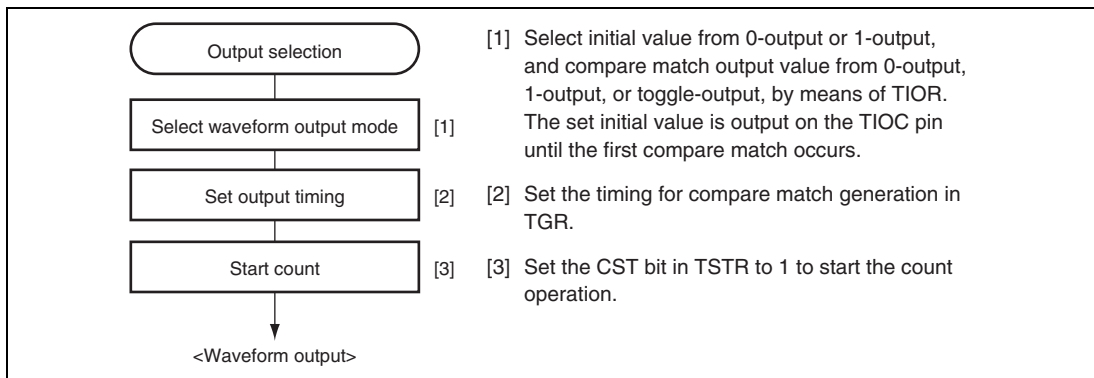 Output selection
Select waveform output mode [1]
Set output timing [2]
Start count [3]
<Waveform output>
[1] Select initial value from 0-output or 1-output,
and compare match output value from 0-output,
1-output, or toggle-output, by means of TIOR.
The set initial value is output on the TIOC pin
until the first compare match occurs.
[2] Set the timing for compare match generation in
TGR.
[3] Set the CST bit in TSTR to 1 to start the count
operation.